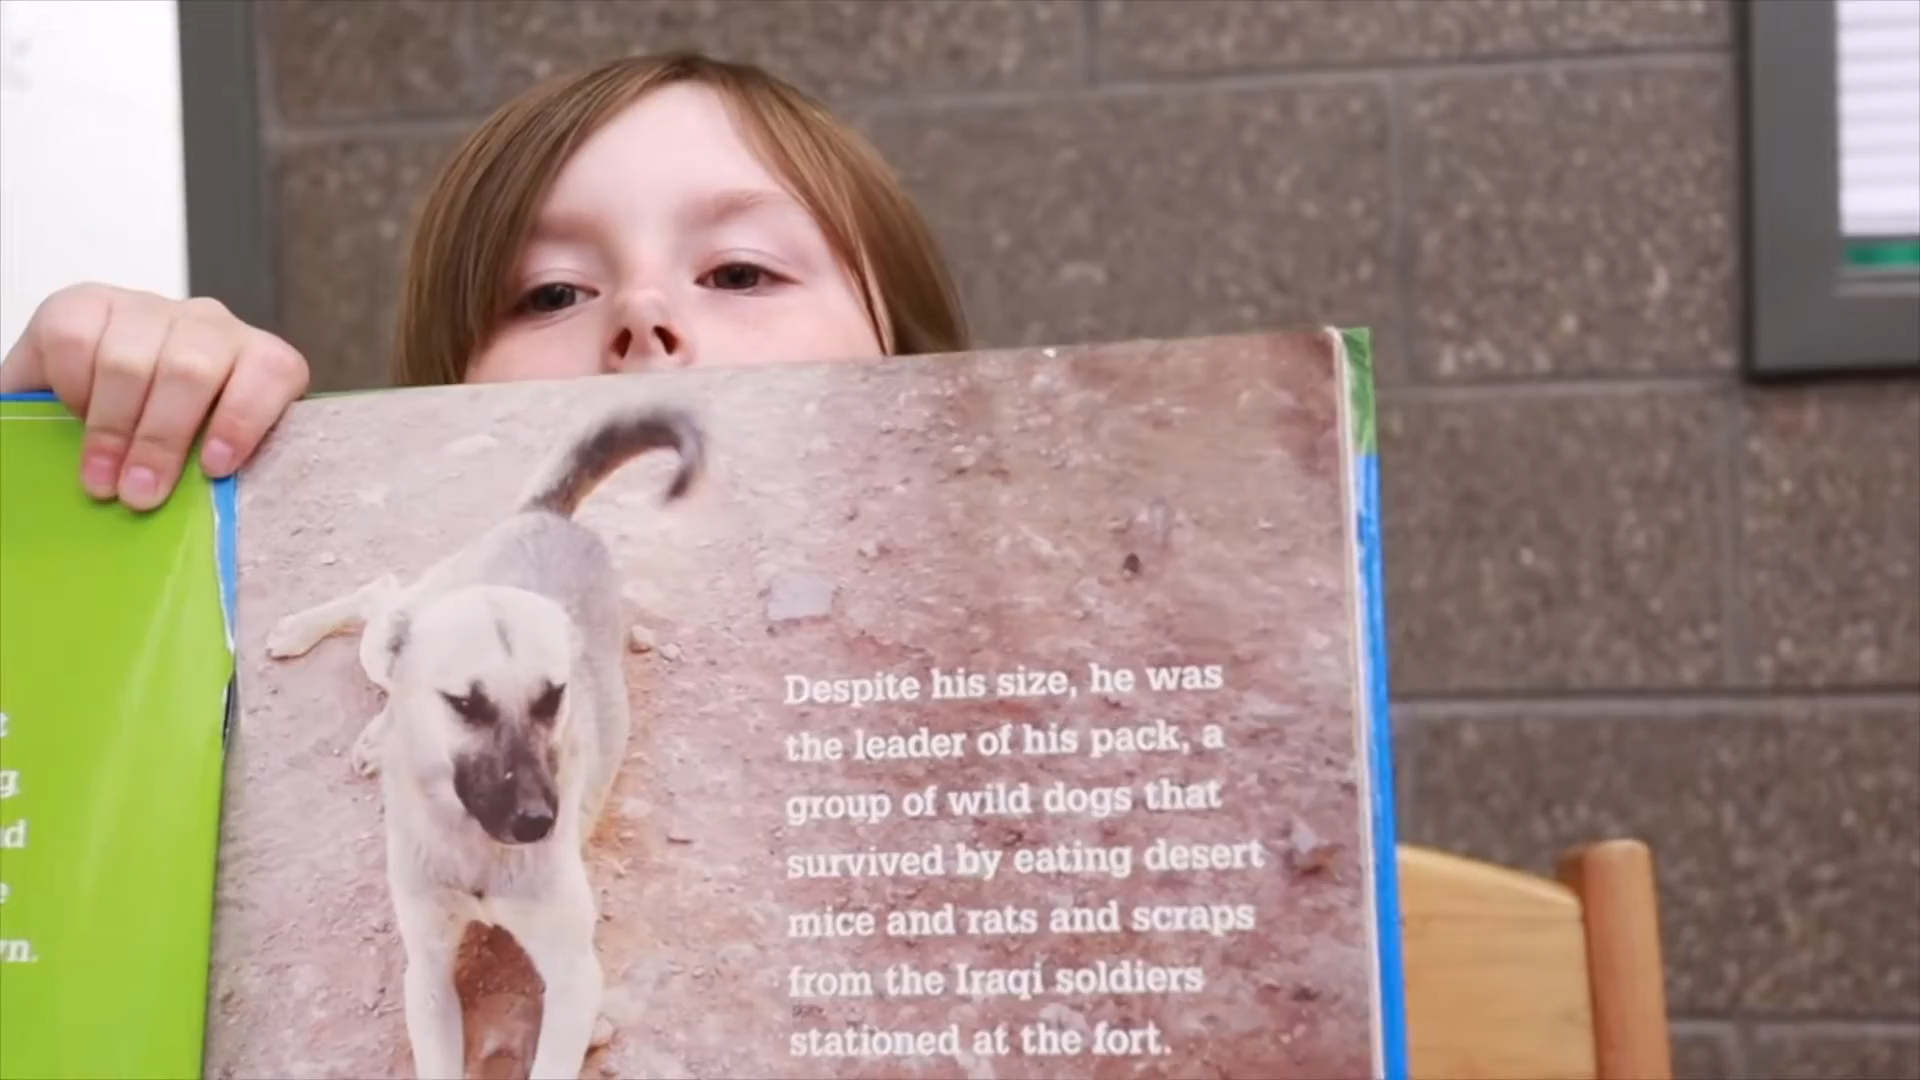 Despite his size, he was
the leader of his pack, a
group of wild dogs that
survived by eating desert
mice and rats and scraps
from the Iraqi soldiers
stationed at the fort.